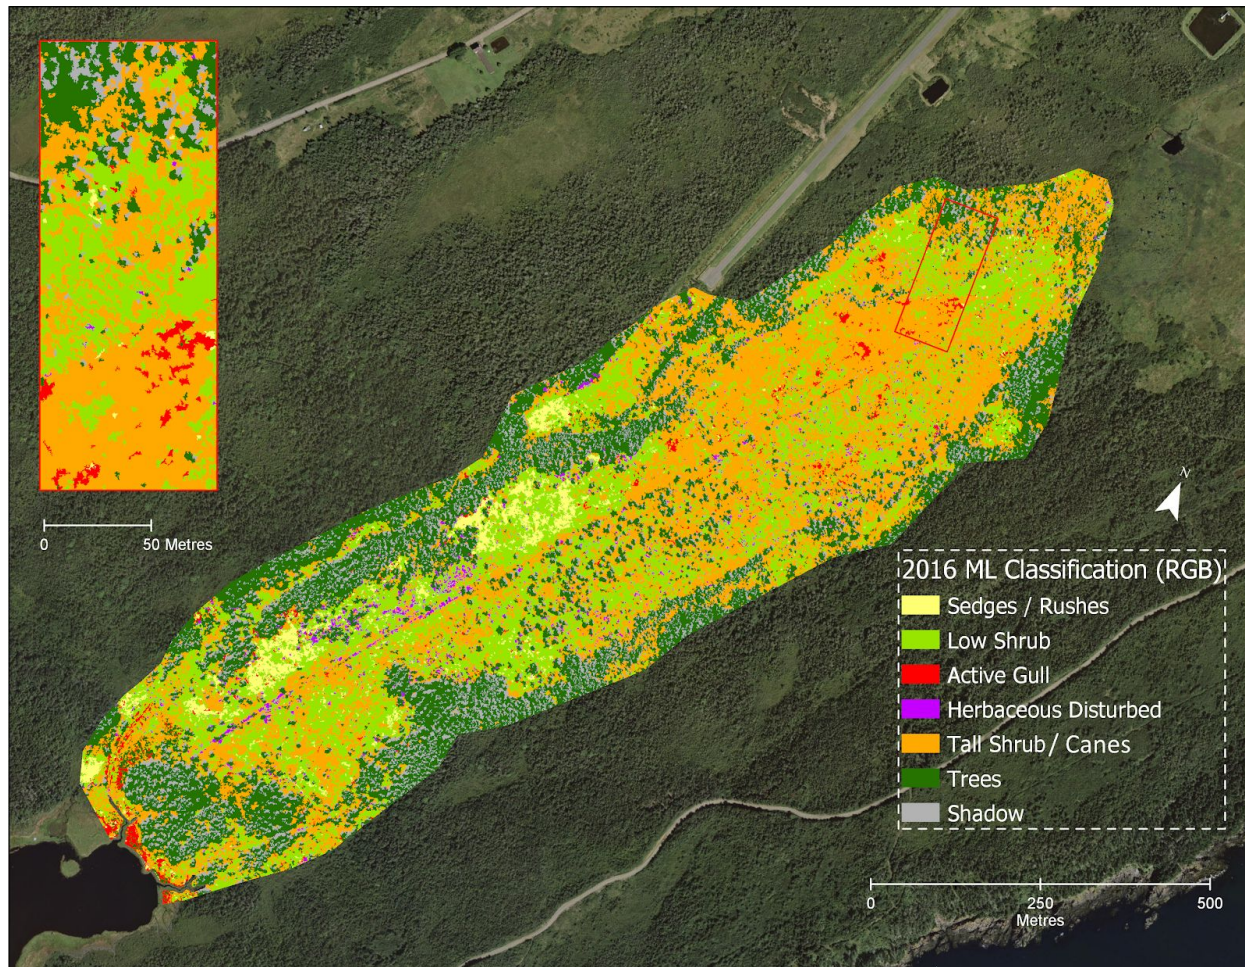 0 50 Metres
N
2016 ML Classification (RGB)
Sedges / Rushes
Low Shrub
Active Gull
Herbaceous Disturbed
Tall Shrub / Canes
Trees
Shadow
0 250 500
Metres